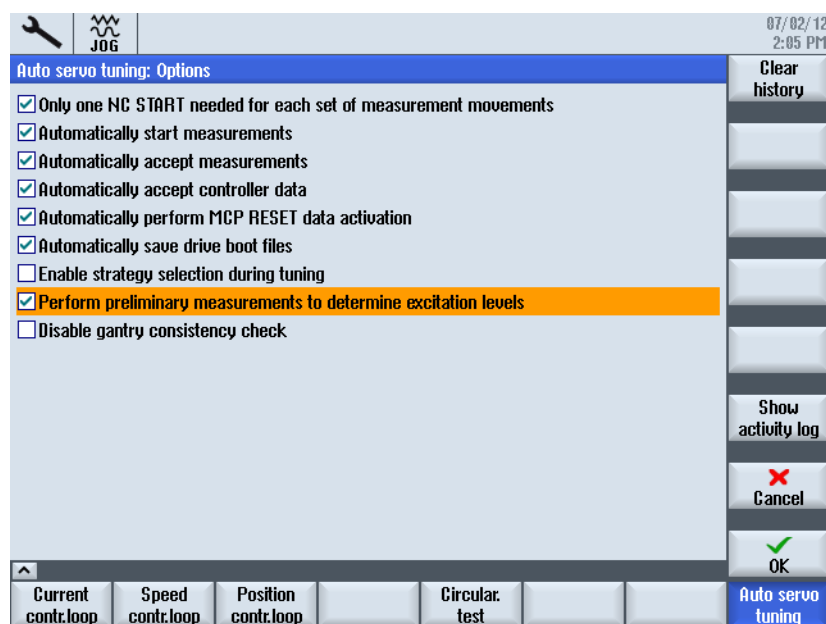 JOG
07/02/12
2:05 PM
Auto servo tuning: Options
Clear
history
Only one NC START needed for each set of measurement movements
Automatically start measurements
Automatically accept measurements
Automatically accept controller data
Automatically perform MCP RESET data activation
Automatically save drive boot files
Enable strategy selection during tuning
Perform preliminary measurements to determine excitation levels
Disable gantry consistency check
Show
activity log
Cancel
OK
Current
contr.loop
Speed
contr.loop
Position
contr.loop
Circular.
test
Auto servo
tuning